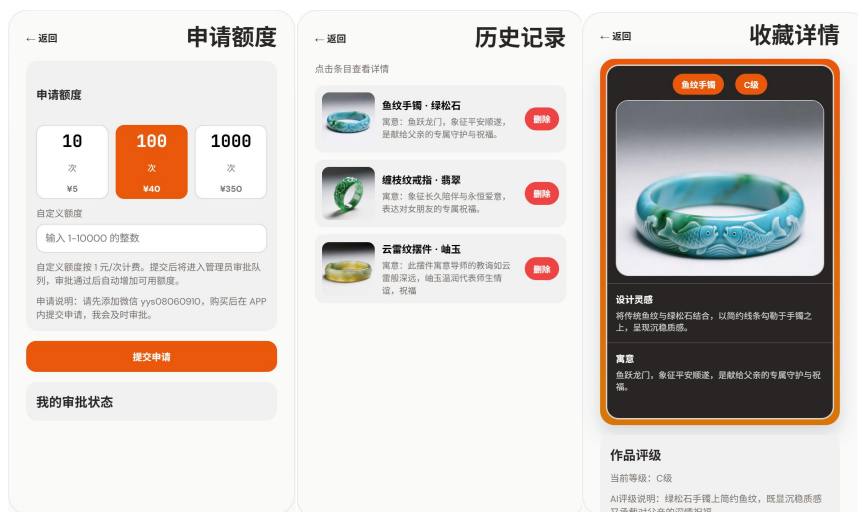 ← 返回
申请额度
申请额度
10
次
¥5
100
次
¥40
1000
次
¥350
自定义额度
输入 1-10000 的整数
自定义额度按 1 元/次计费。提交后将进入管理员审批队
列，审批通过后自动增加可用额度。
申请说明：请先添加微信 yys08060910，购买后在 APP
内提交申请，我会及时审批。
提交申请
我的审批状态
← 返回
历史记录
点击条目查看详情
鱼纹手镯 · 绿松石
寓意：鱼跃龙门，象征平安顺遂，
是献给父亲的专属守护与祝福。
删除
缠枝纹戒指 · 翡翠
寓意：象征长久陪伴与永恒爱意，
表达对女朋友的专属祝福。
删除
云雷纹摆件 · 岫玉
寓意：此摆件寓意导师的教诲如云
雷般深远，岫玉温润代表师生情
谊，祝福
删除
← 返回
收藏详情
鱼纹手镯
C级
设计灵感
将传统鱼纹与绿松石结合，以简约线条勾勒于手镯之
上，呈现沉稳质感。
寓意
鱼跃龙门，象征平安顺遂，是献给父亲的专属守护与祝
福。
作品评级
当前等级：C级
AI评级说明：绿松石手镯上简约鱼纹，既显沉稳质感
又承载对父亲的深情祝福